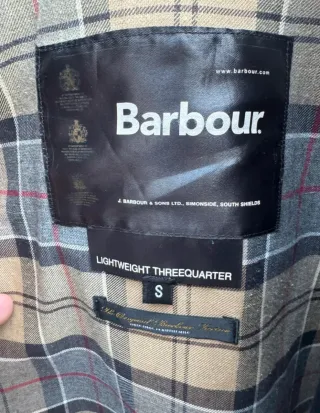 www.barbour.com
Barbour.
J. BARBOUR & SONS LTD., SIMONSIDE, SOUTH SHIELDS
LIGHTWEIGHT THREEQUARTER
S